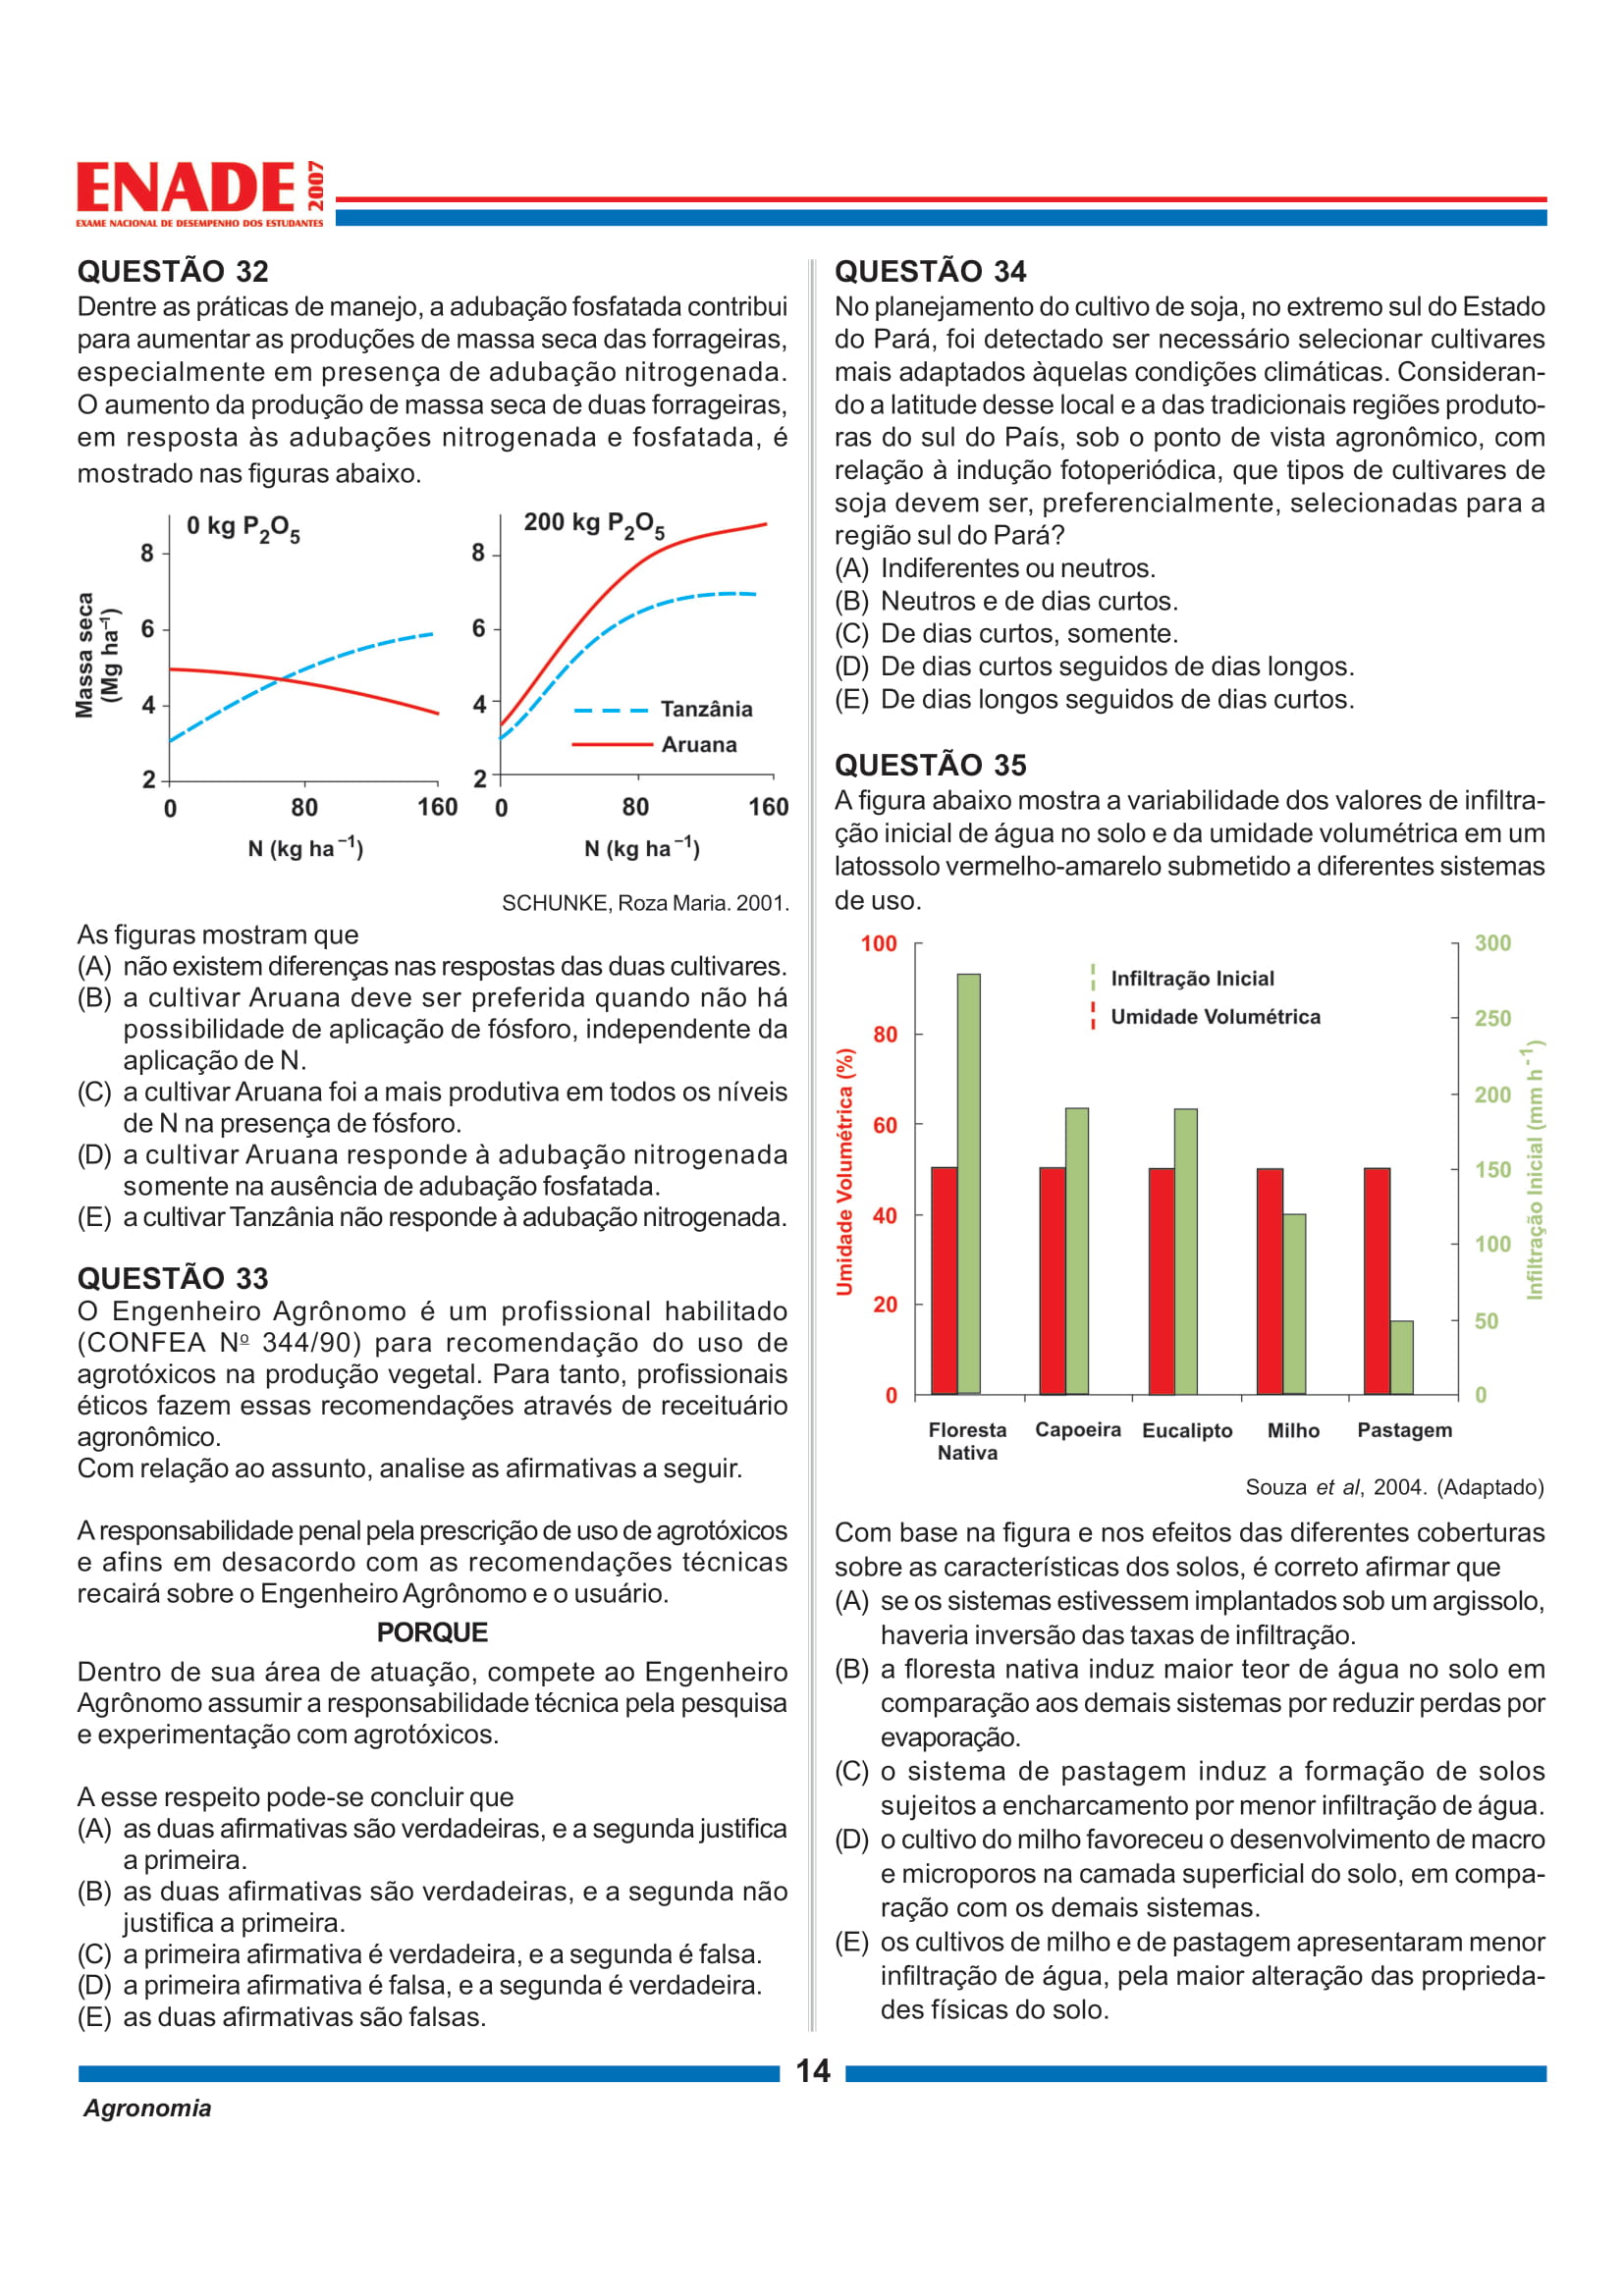 ENADE 2007
EXAME NACIONAL DE DESEMPENHO DOS ESTUDANTES
QUESTÃO 32
Dentre as práticas de manejo, a adubação fosfatada contribui
para aumentar as produções de massa seca das forrageiras,
especialmente em presença de adubação nitrogenada.
O aumento da produção de massa seca de duas forrageiras,
em resposta às adubações nitrogenada e fosfatada, é
mostrado nas figuras abaixo.
0 kg P2O5
8
6
4
2
0
80
160
Massa seca
(Mg ha–1)
N (kg ha –1)
200 kg P2O5
8
6
4
2
0
80
160
Tanzânia
Aruana
N (kg ha –1)
SCHUNKE, Roza Maria. 2001.
As figuras mostram que
(A) não existem diferenças nas respostas das duas cultivares.
(B) a cultivar Aruana deve ser preferida quando não há
possibilidade de aplicação de fósforo, independente da
aplicação de N.
(C) a cultivar Aruana foi a mais produtiva em todos os níveis
de N na presença de fósforo.
(D) a cultivar Aruana responde à adubação nitrogenada
somente na ausência de adubação fosfatada.
(E) a cultivar Tanzânia não responde à adubação nitrogenada.
QUESTÃO 33
O Engenheiro Agrônomo é um profissional habilitado
(CONFEA Nº 344/90) para recomendação do uso de
agrotóxicos na produção vegetal. Para tanto, profissionais
éticos fazem essas recomendações através de receituário
agronômico.
Com relação ao assunto, analise as afirmativas a seguir.
A responsabilidade penal pela prescrição de uso de agrotóxicos
e afins em desacordo com as recomendações técnicas
recairá sobre o Engenheiro Agrônomo e o usuário.
PORQUE
Dentro de sua área de atuação, compete ao Engenheiro
Agrônomo assumir a responsabilidade técnica pela pesquisa
e experimentação com agrotóxicos.
A esse respeito pode-se concluir que
(A) as duas afirmativas são verdadeiras, e a segunda justifica
a primeira.
(B) as duas afirmativas são verdadeiras, e a segunda não
justifica a primeira.
(C) a primeira afirmativa é verdadeira, e a segunda é falsa.
(D) a primeira afirmativa é falsa, e a segunda é verdadeira.
(E) as duas afirmativas são falsas.
QUESTÃO 34
No planejamento do cultivo de soja, no extremo sul do Estado
do Pará, foi detectado ser necessário selecionar cultivares
mais adaptados àquelas condições climáticas. Consideran-
do a latitude desse local e a das tradicionais regiões produto-
ras do sul do País, sob o ponto de vista agronômico, com
relação à indução fotoperiódica, que tipos de cultivares de
soja devem ser, preferencialmente, selecionadas para a
região sul do Pará?
(A) Indiferentes ou neutros.
(B) Neutros e de dias curtos.
(C) De dias curtos, somente.
(D) De dias curtos seguidos de dias longos.
(E) De dias longos seguidos de dias curtos.
QUESTÃO 35
A figura abaixo mostra a variabilidade dos valores de infiltra-
ção inicial de água no solo e da umidade volumétrica em um
latossolo vermelho-amarelo submetido a diferentes sistemas
de uso.
100
80
60
40
20
0
Umidade Volumétrica (%)
Infiltração Inicial
Umidade Volumétrica
300
250
200
150
100
50
0
Infiltração Inicial (mm h - 1)
Floresta
Nativa
Capoeira
Eucalipto
Milho
Pastagem
Souza et al, 2004. (Adaptado)
Com base na figura e nos efeitos das diferentes coberturas
sobre as características dos solos, é correto afirmar que
(A) se os sistemas estivessem implantados sob um argissolo,
haveria inversão das taxas de infiltração.
(B) a floresta nativa induz maior teor de água no solo em
comparação aos demais sistemas por reduzir perdas por
evaporação.
(C) o sistema de pastagem induz a formação de solos
sujeitos a encharcamento por menor infiltração de água.
(D) o cultivo do milho favoreceu o desenvolvimento de macro
e microporos na camada superficial do solo, em compa-
ração com os demais sistemas.
(E) os cultivos de milho e de pastagem apresentaram menor
infiltração de água, pela maior alteração das proprieda-
des físicas do solo.
14
Agronomia